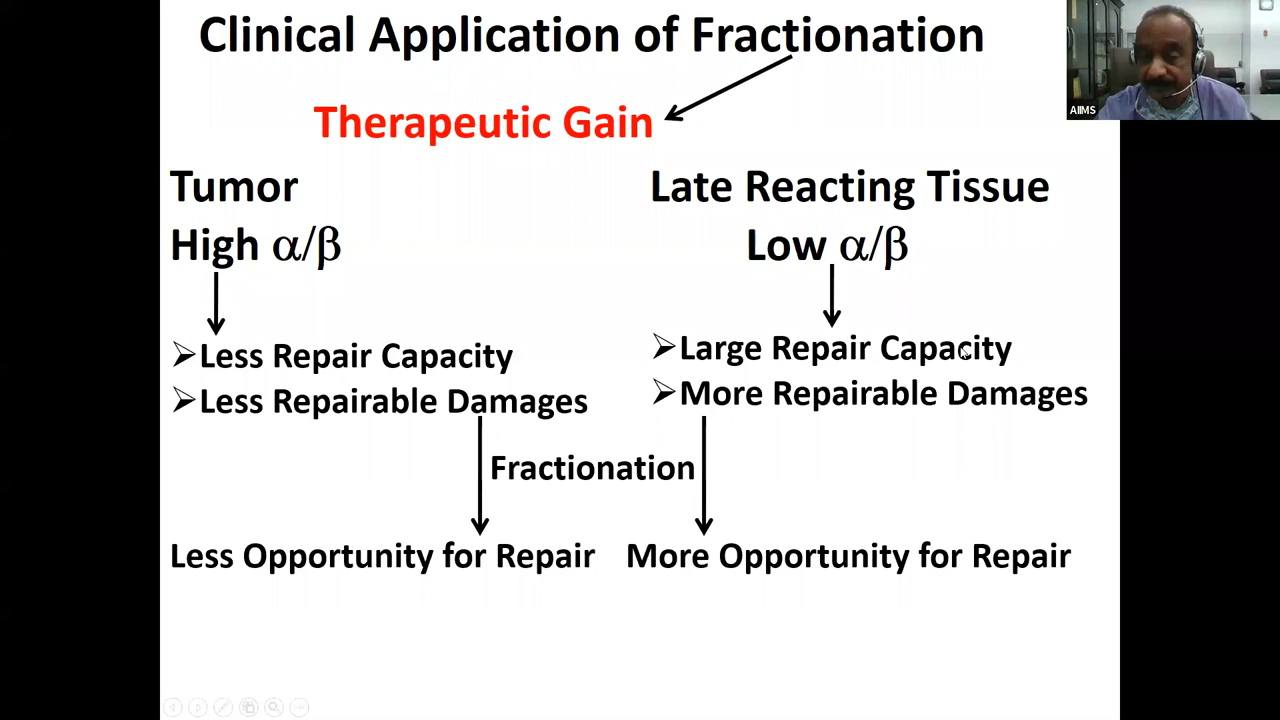 Clinical Application of Fractionation
AIIMS
Therapeutic Gain
Tumor
High α/β
Late Reacting Tissue
Low α/β
➢Less Repair Capacity
➢Less Repairable Damages
➢Large Repair Capacity
➢More Repairable Damages
Fractionation
Less Opportunity for Repair
More Opportunity for Repair